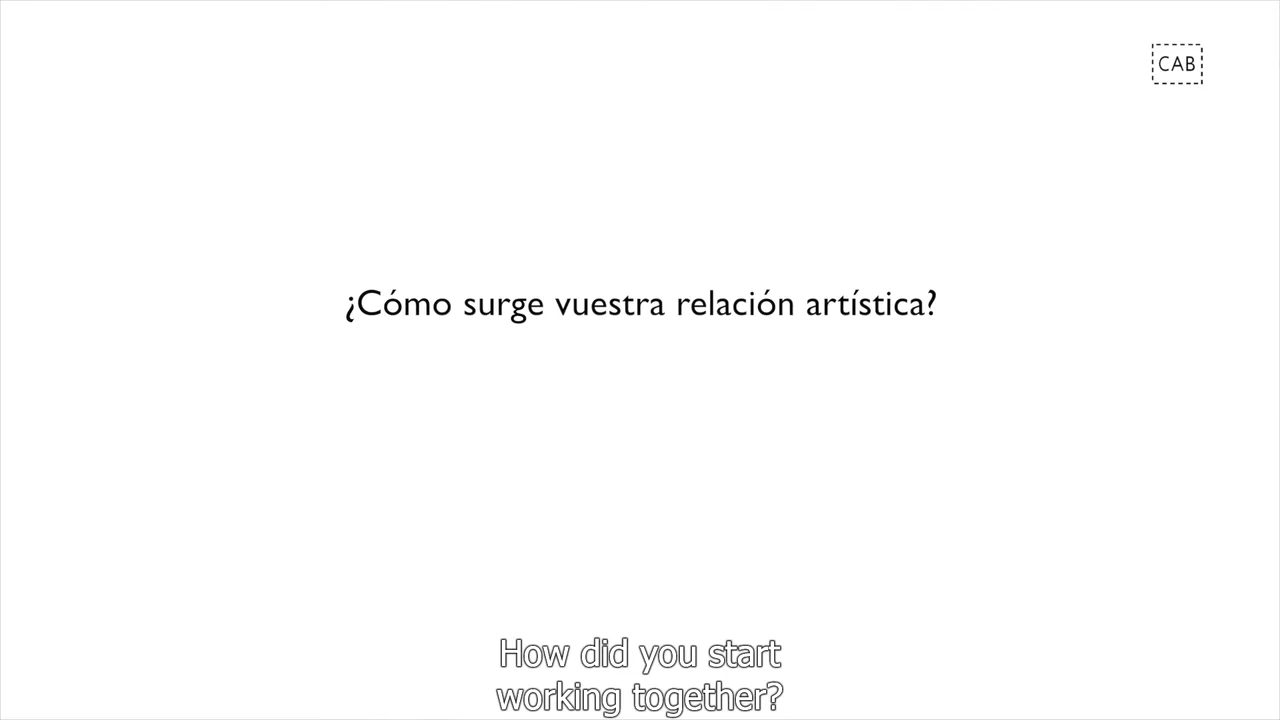 CAB
¿Cómo surge vuestra relación artística?
How did you start
working together?